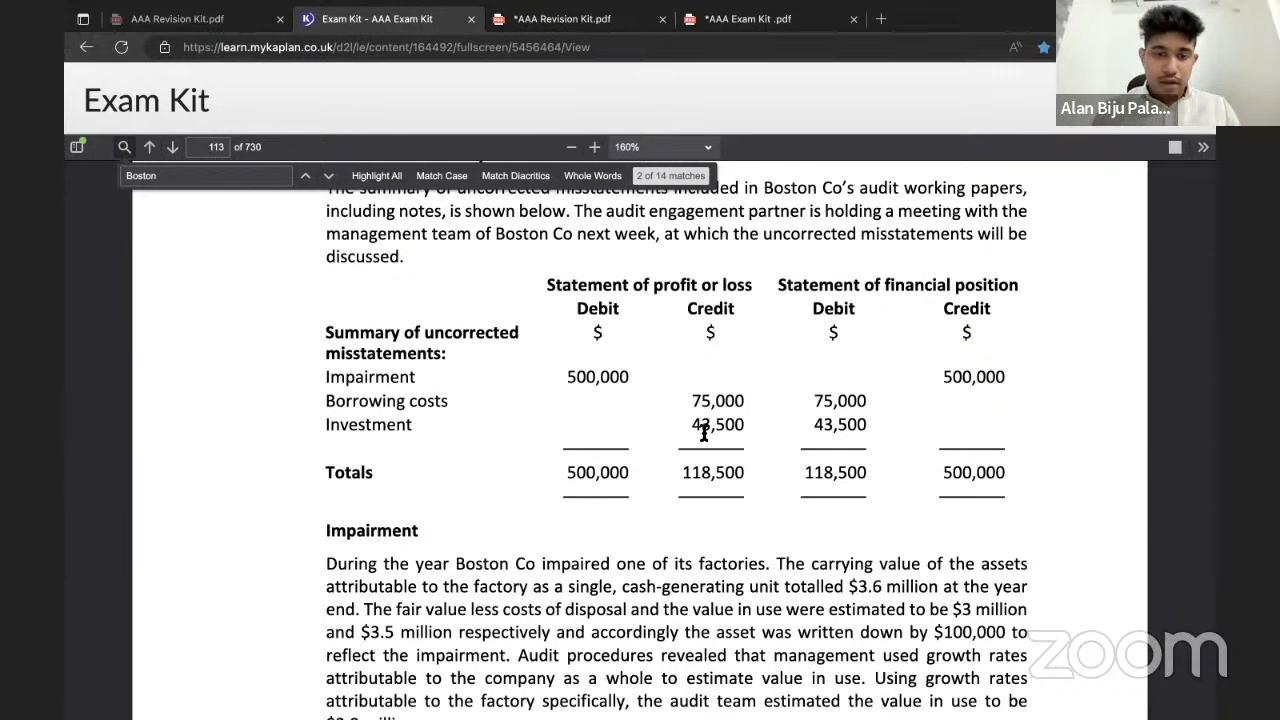 AAA Revision Kit.pdf
Exam Kit - AAA Exam Kit
*AAA Revision Kit.pdf
*AAA Exam Kit .pdf
https://learn.mykaplan.co.uk/d2l/le/content/164492/fullscreen/5456464/View
Alan Biju Pala...
Exam Kit
113 of 730
160%
Boston
Highlight All Match Case Match Diacritics Whole Words 2 of 14 matches
The summary of uncorrected misstatements included in Boston Co's audit working papers,
including notes, is shown below. The audit engagement partner is holding a meeting with the
management team of Boston Co next week, at which the uncorrected misstatements will be
discussed.
Statement of profit or loss Statement of financial position
Debit Credit Debit Credit
Summary of uncorrected $ $ $ $
misstatements:
Impairment 500,000 500,000
Borrowing costs 75,000 75,000
Investment 43,500 43,500
Totals 500,000 118,500 118,500 500,000
Impairment
During the year Boston Co impaired one of its factories. The carrying value of the assets
attributable to the factory as a single, cash-generating unit totalled $3.6 million at the year
end. The fair value less costs of disposal and the value in use were estimated to be $3 million
and $3.5 million respectively and accordingly the asset was written down by $100,000 to
reflect the impairment. Audit procedures revealed that management used growth rates
attributable to the company as a whole to estimate value in use. Using growth rates
attributable to the factory specifically, the audit team estimated the value in use to be
zoom